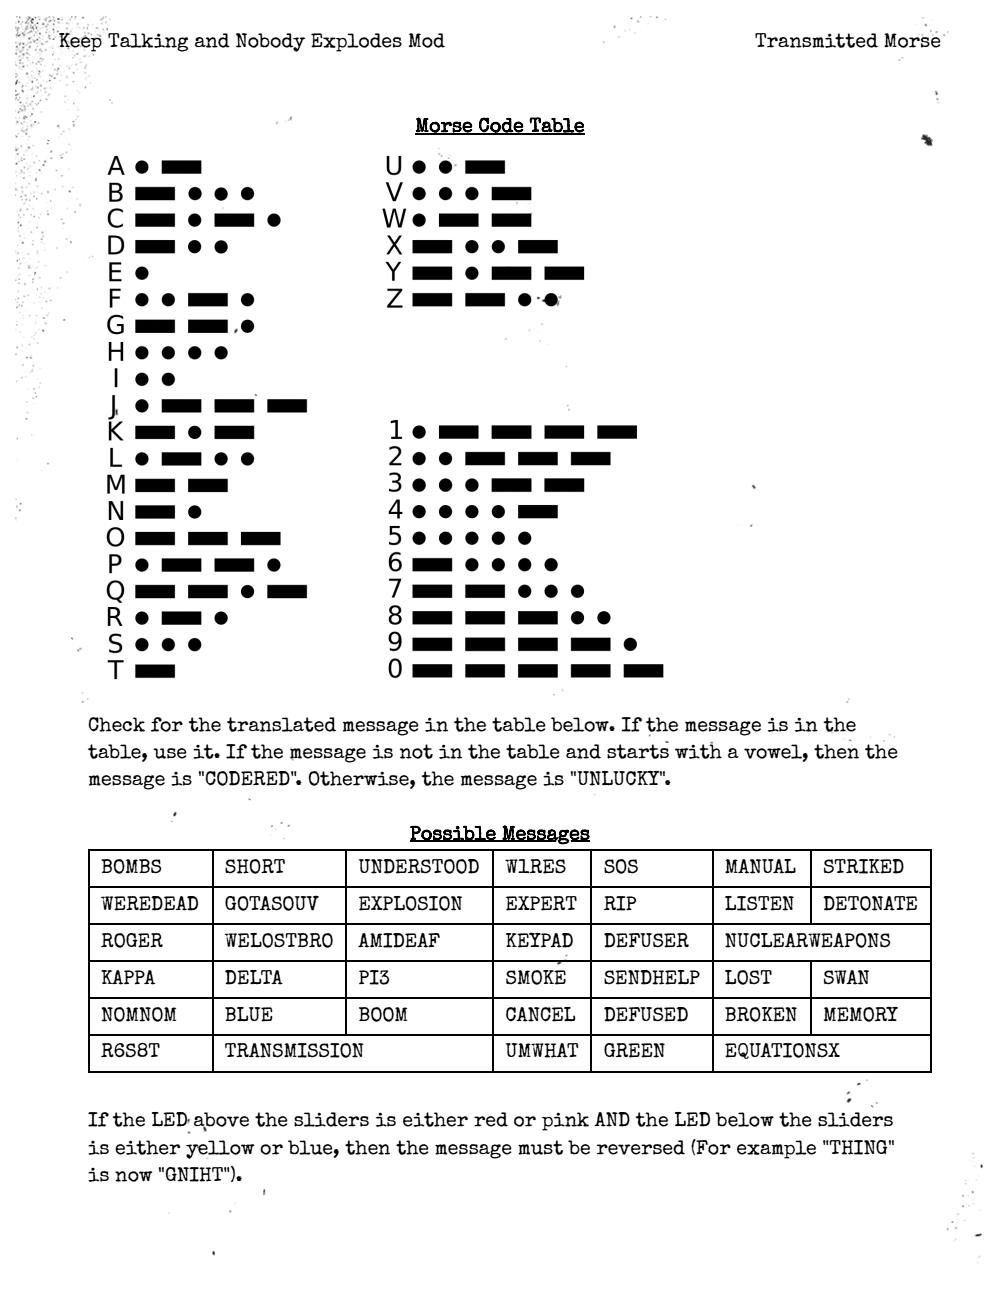 Keep Talking and Nobody Explodes Mod Transmitted Morse
Morse Code Table
A U
B V
C W
D X
E Y
F Z
G
H
I
J
K 1
L 2
M 3
N 4
O 5
P 6
Q 7
R 8
S 9
T 0
Check for the translated message in the table below. If the message is in the
table, use it. If the message is not in the table and starts with a vowel, then the
message is "CODERED". Otherwise, the message is "UNLUCKY".
Possible Messages
BOMBS SHORT UNDERSTOOD W1RES SOS MANUAL STRIKED
WEREDEAD GOTASOUV EXPLOSION EXPERT RIP LISTEN DETONATE
ROGER WELOSTBRO AMIDEAF KEYPAD DEFUSER NUCLEARWEAPONS
KAPPA DELTA PI3 SMOKE SENDHELP LOST SWAN
NOMNOM BLUE BOOM CANCEL DEFUSED BROKEN MEMORY
R6S8T TRANSMISSION UMWHAT GREEN EQUATIONSX
If the LED above the sliders is either red or pink AND the LED below the sliders
is either yellow or blue, then the message must be reversed (For example "THING"
is now "GNIHT").